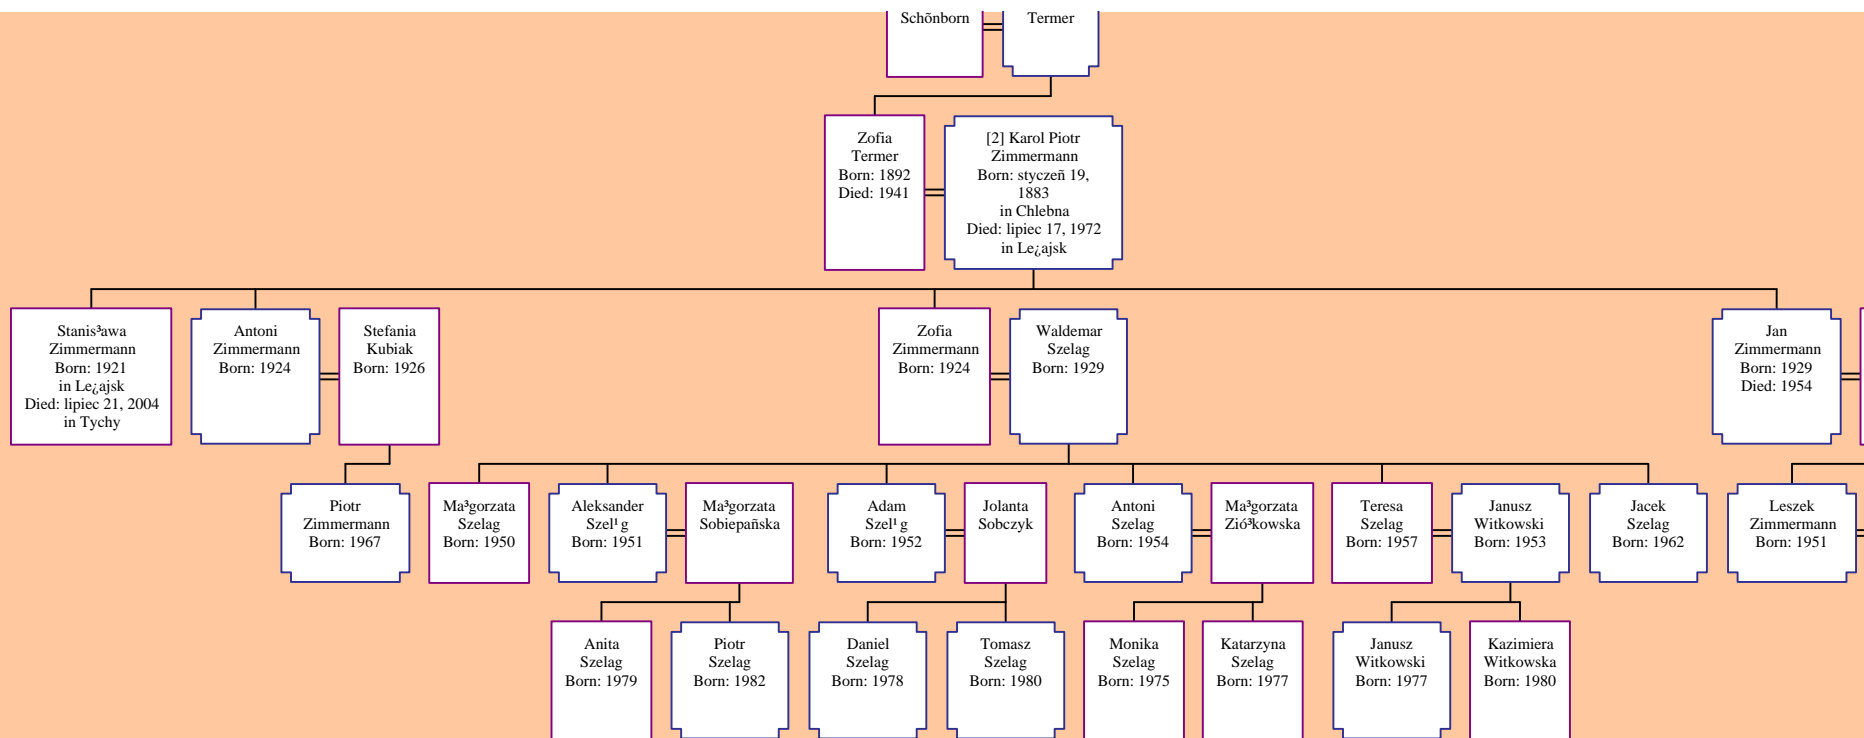 Schõnborn
Termer
Zofia
Termer
Born: 1892
Died: 1941
[2] Karol Piotr
Zimmermann
Born: styczeñ 19,
1883
in Chlebna
Died: lipiec 17, 1972
in Le¿ajsk
Stanis³awa
Zimmermann
Born: 1921
in Le¿ajsk
Died: lipiec 21, 2004
in Tychy
Antoni
Zimmermann
Born: 1924
Stefania
Kubiak
Born: 1926
Zofia
Zimmermann
Born: 1924
Waldemar
Szelag
Born: 1929
Jan
Zimmermann
Born: 1929
Died: 1954
Piotr
Zimmermann
Born: 1967
Ma³gorzata
Szelag
Born: 1950
Aleksander
Szel¹g
Born: 1951
Ma³gorzata
Sobiepañska
Adam
Szel¹g
Born: 1952
Jolanta
Sobczyk
Antoni
Szelag
Born: 1954
Ma³gorzata
Zió³kowska
Teresa
Szelag
Born: 1957
Janusz
Witkowski
Born: 1953
Jacek
Szelag
Born: 1962
Leszek
Zimmermann
Born: 1951
Anita
Szelag
Born: 1979
Piotr
Szelag
Born: 1982
Daniel
Szelag
Born: 1978
Tomasz
Szelag
Born: 1980
Monika
Szelag
Born: 1975
Katarzyna
Szelag
Born: 1977
Janusz
Witkowski
Born: 1977
Kazimiera
Witkowska
Born: 1980